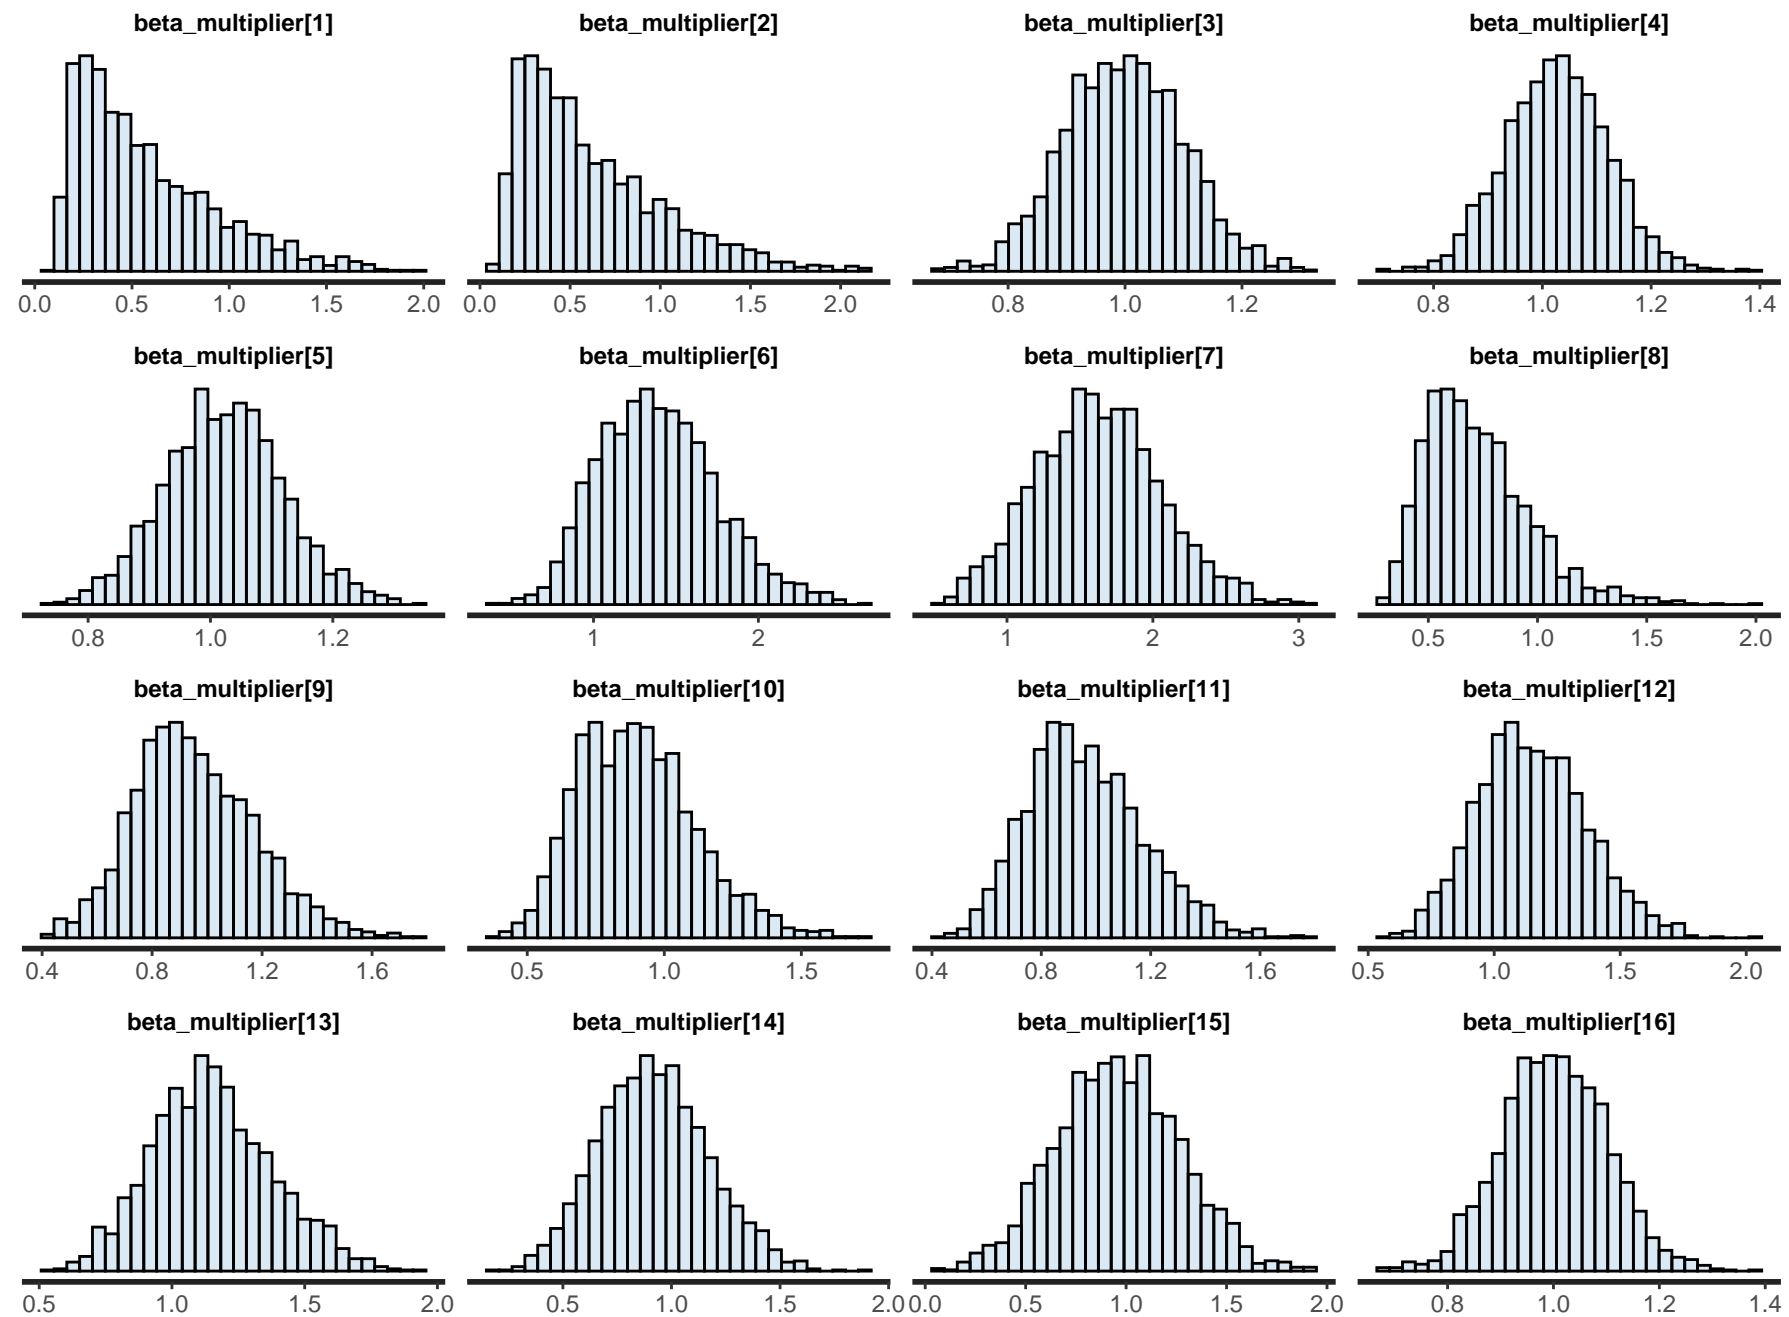 beta_multiplier[1] beta_multiplier[2] beta_multiplier[3] beta_multiplier[4]
0.0 0.5 1.0 1.5 2.0 0.0 0.5 1.0 1.5 2.0 0.8 1.0 1.2 0.8 1.0 1.2 1.4
beta_multiplier[5] beta_multiplier[6] beta_multiplier[7] beta_multiplier[8]
0.8 1.0 1.2 1 2 1 2 3 0.5 1.0 1.5 2.0
beta_multiplier[9] beta_multiplier[10] beta_multiplier[11] beta_multiplier[12]
0.4 0.8 1.2 1.6 0.5 1.0 1.5 0.4 0.8 1.2 1.6 0.5 1.0 1.5 2.0
beta_multiplier[13] beta_multiplier[14] beta_multiplier[15] beta_multiplier[16]
0.5 1.0 1.5 2.0 0.5 1.0 1.5 2.0 0.0 0.5 1.0 1.5 2.0 0.8 1.0 1.2 1.4